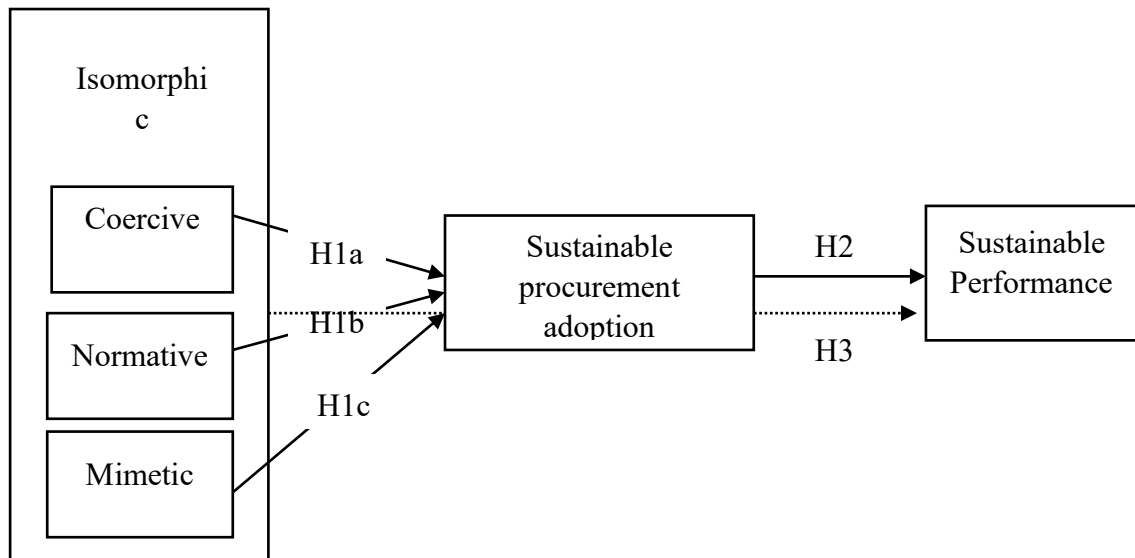 Isomorphi
c
Coercive
Normative
Mimetic
H1a
H1b
H1c
Sustainable
procurement
adoption
H2
H3
Sustainable
Performance